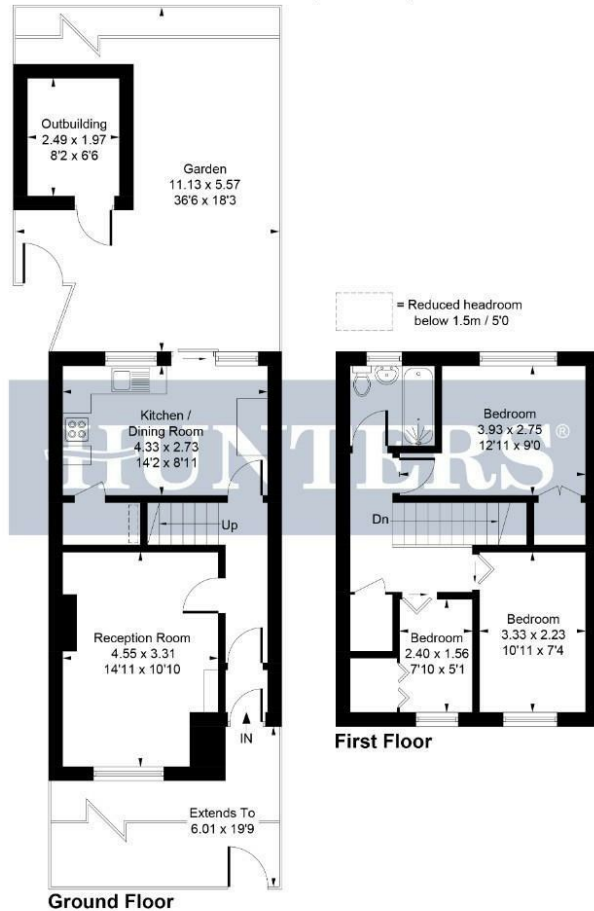 Outbuilding
2.49 x 1.97
8'2 x 6'6
Garden
11.13 x 5.57
36'6 x 18'3
= Reduced headroom
below 1.5m / 5'0
HUNTERS®
Kitchen /
Dining Room
4.33 x 2.73
14'2 x 8'11
Up
Reception Room
4.55 x 3.31
14'11 x 10'10
IN
Extends To
6.01 x 19'9
Ground Floor
Bedroom
3.93 x 2.75
12'11 x 9'0
Dn
Bedroom
3.33 x 2.23
10'11 x 7'4
Bedroom
2.40 x 1.56
7'10 x 5'1
First Floor